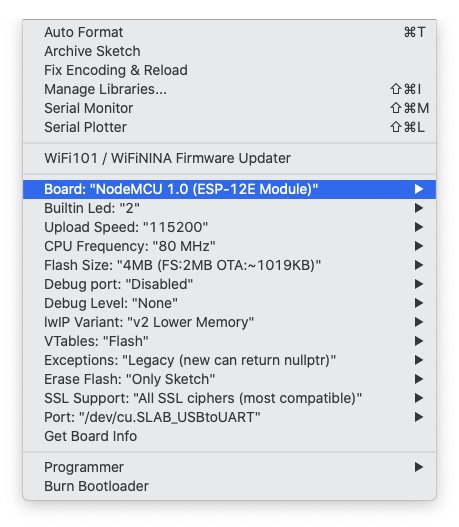 Auto Format ⌘T
Archive Sketch
Fix Encoding & Reload
Manage Libraries... ⇧⌘I
Serial Monitor ⇧⌘M
Serial Plotter ⇧⌘L
WiFi101 / WiFiNINA Firmware Updater
Board: "NodeMCU 1.0 (ESP-12E Module)" ▶
Builtin Led: "2" ▶
Upload Speed: "115200" ▶
CPU Frequency: "80 MHz" ▶
Flash Size: "4MB (FS:2MB OTA:~1019KB)" ▶
Debug port: "Disabled" ▶
Debug Level: "None" ▶
lwIP Variant: "v2 Lower Memory" ▶
VTables: "Flash" ▶
Exceptions: "Legacy (new can return nullptr)" ▶
Erase Flash: "Only Sketch" ▶
SSL Support: "All SSL ciphers (most compatible)" ▶
Port: "/dev/cu.SLAB_USBtoUART" ▶
Get Board Info
Programmer ▶
Burn Bootloader